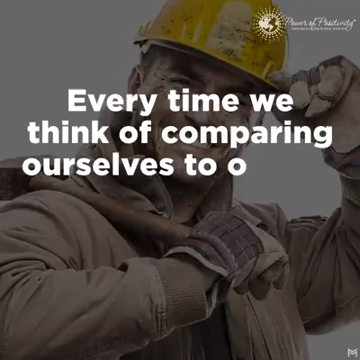 Power of Positivity
Every time we
think of comparing
ourselves to o